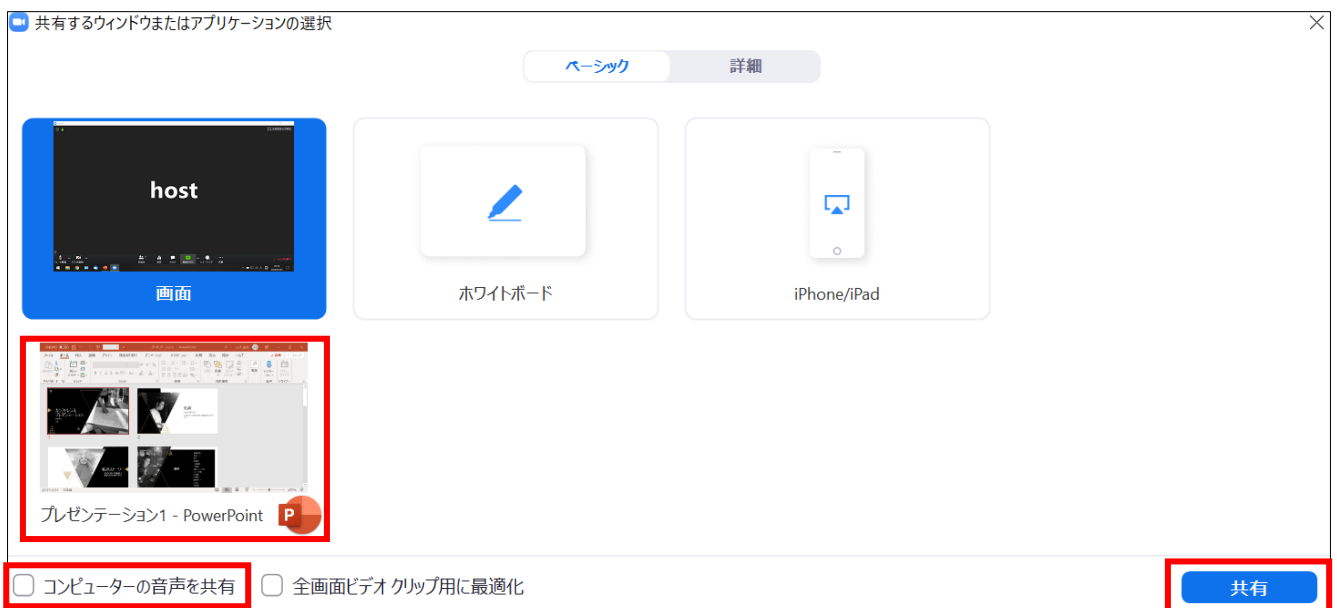 共有するウィンドウまたはアプリケーションの選択
ベーシック
詳細
host
画面
ホワイトボード
iPhone/iPad
プレゼンテーション1 - PowerPoint
P
コンピューターの音声を共有
全画面ビデオ クリップ用に最適化
共有